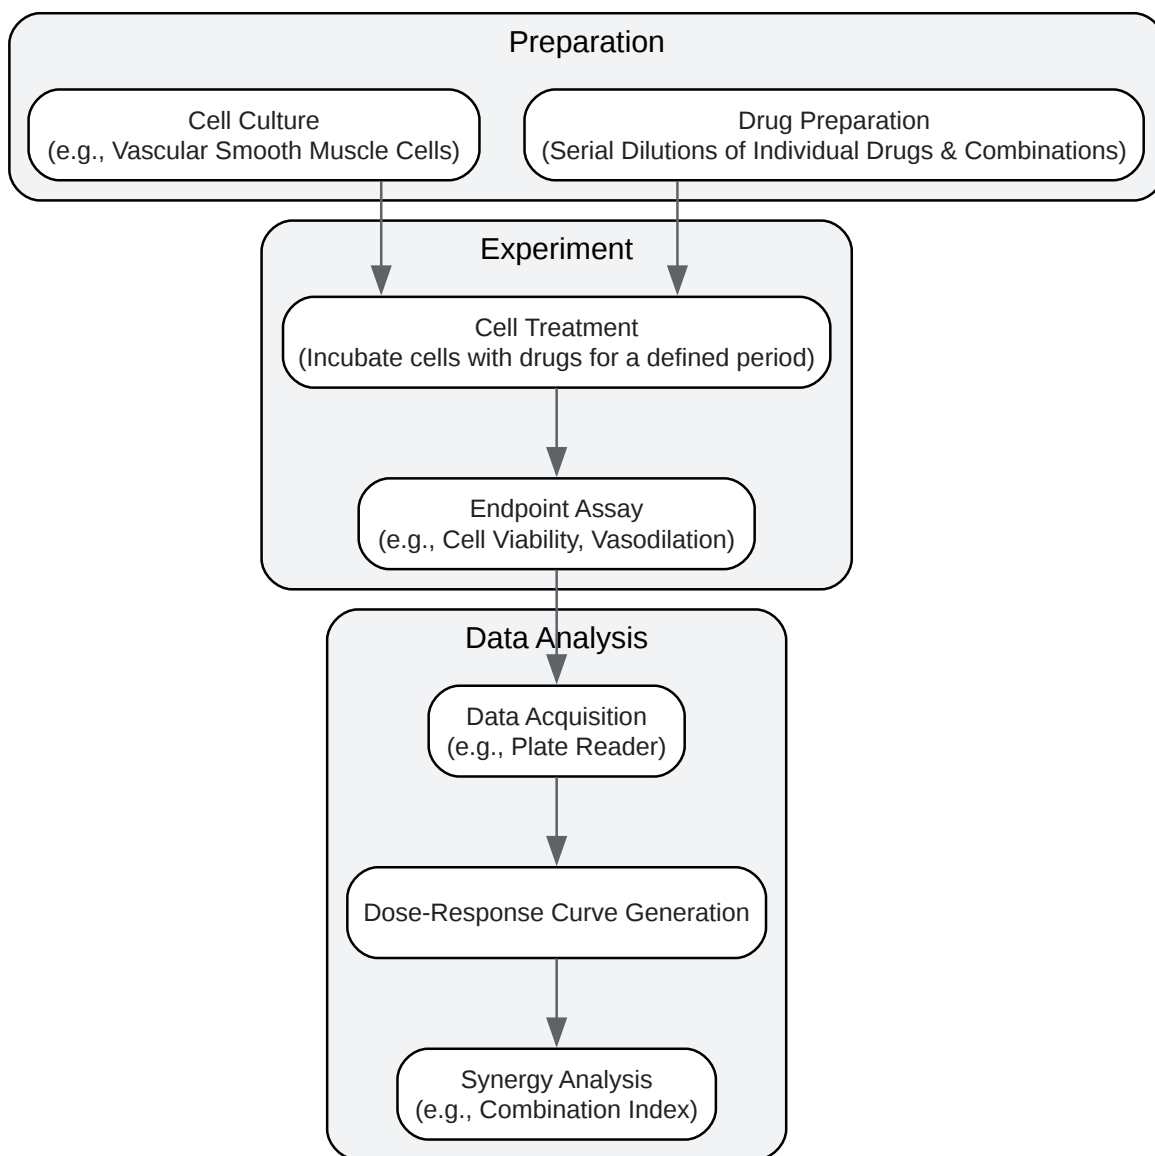 Preparation
Cell Culture
(e.g., Vascular Smooth Muscle Cells)
Drug Preparation
(Serial Dilutions of Individual Drugs & Combinations)
Experiment
Cell Treatment
(Incubate cells with drugs for a defined period)
Endpoint Assay
(e.g., Cell Viability, Vasodilation)
Data Analysis
Data Acquisition
(e.g., Plate Reader)
Dose-Response Curve Generation
Synergy Analysis
(e.g., Combination Index)